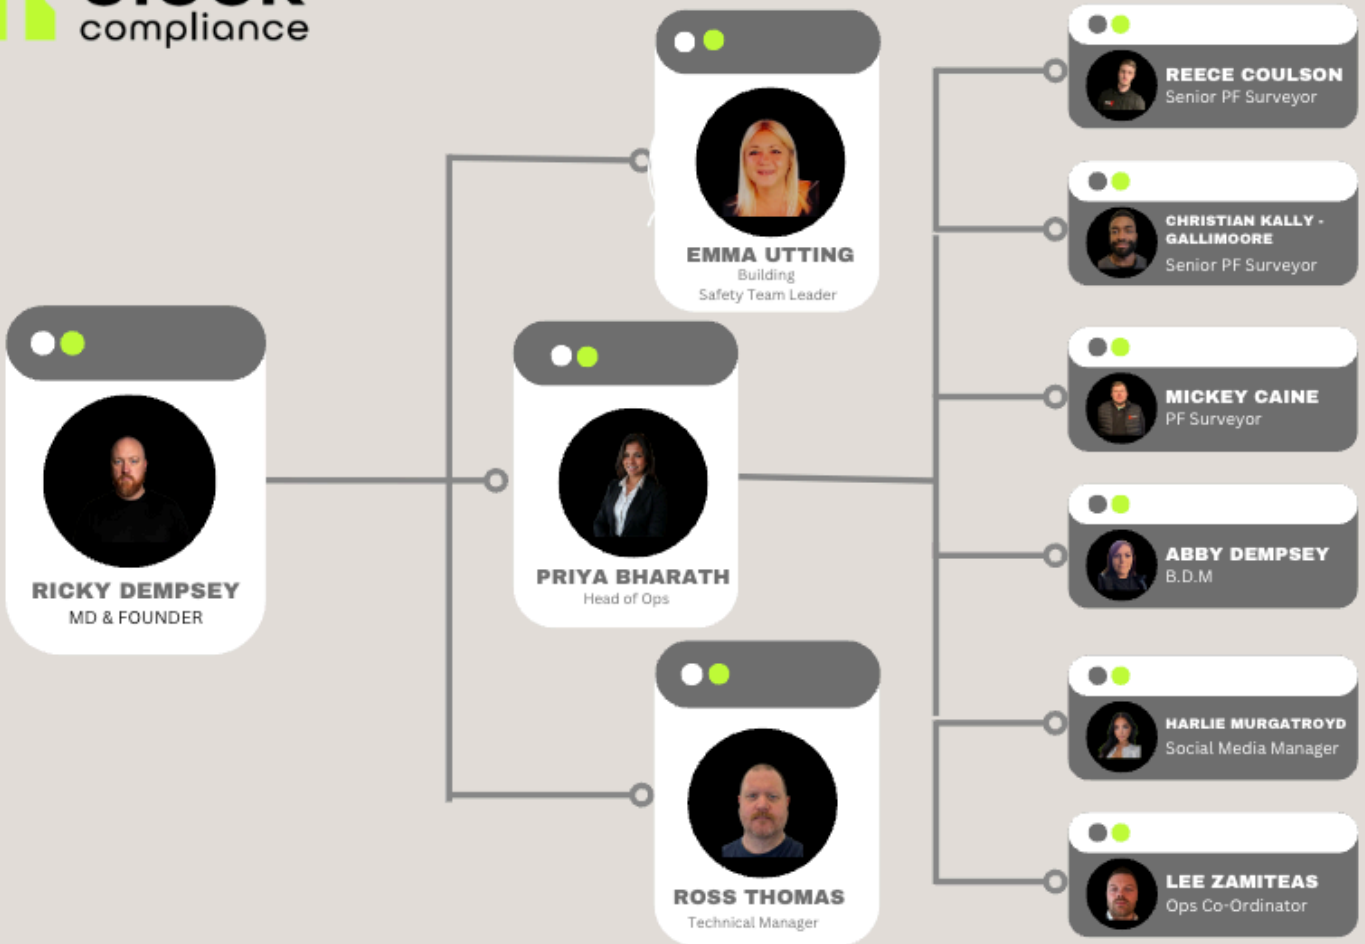 compliance
RICKY DEMPSEY
MD & FOUNDER
EMMA UTTING
Building
Safety Team Leader
PRIYA BHARATH
Head of Ops
ROSS THOMAS
Technical Manager
REECE COULSON
Senior PF Surveyor
CHRISTIAN KALLY -
GALLIMOORE
Senior PF Surveyor
MICKEY CAINE
PF Surveyor
ABBY DEMPSEY
B.D.M
HARLIE MURGATROYD
Social Media Manager
LEE ZAMITEAS
Ops Co-Ordinator